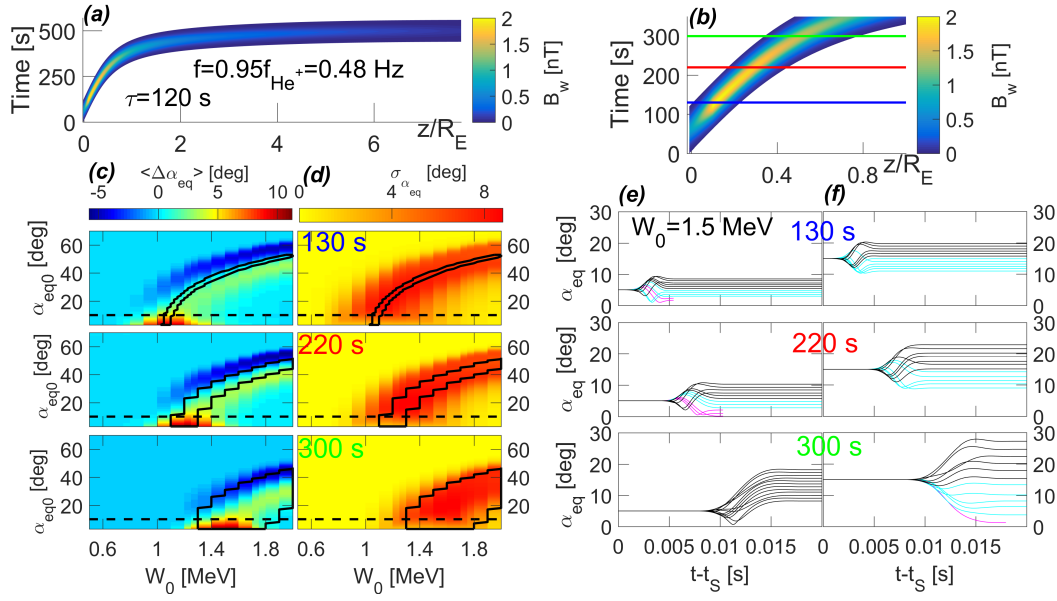 (a)
500
250
0
Time [s]
f=0.95f_He+=0.48 Hz
τ=120 s
0 2 4 6
z/R_E
2
1.5
1
0.5
0
B_w [nT]
(b)
300
200
100
0
Time [s]
0 0.4 0.8
z/R_E
2
1
0
B_w [nT]
(c) <Δα_eq> [deg]
-5 0 5 10
(d) σ_α_eq [deg]
0 4 8
130 s
60
40
20
α_eq0 [deg]
60
40
20
220 s
60
40
20
α_eq0 [deg]
60
40
20
300 s
60
40
20
α_eq0 [deg]
60
40
20
0.6 1 1.4 1.8
W_0 [MeV]
0.6 1 1.4 1.8
W_0 [MeV]
(e) (f)
W_0=1.5 MeV
130 s
30
20
10
0
α_eq [deg]
30
20
10
0
220 s
30
20
10
0
α_eq [deg]
30
20
10
0
300 s
30
20
10
0
α_eq [deg]
30
20
10
0
0 0.005 0.01 0.015
t-t_S [s]
0 0.005 0.01 0.015
t-t_S [s]